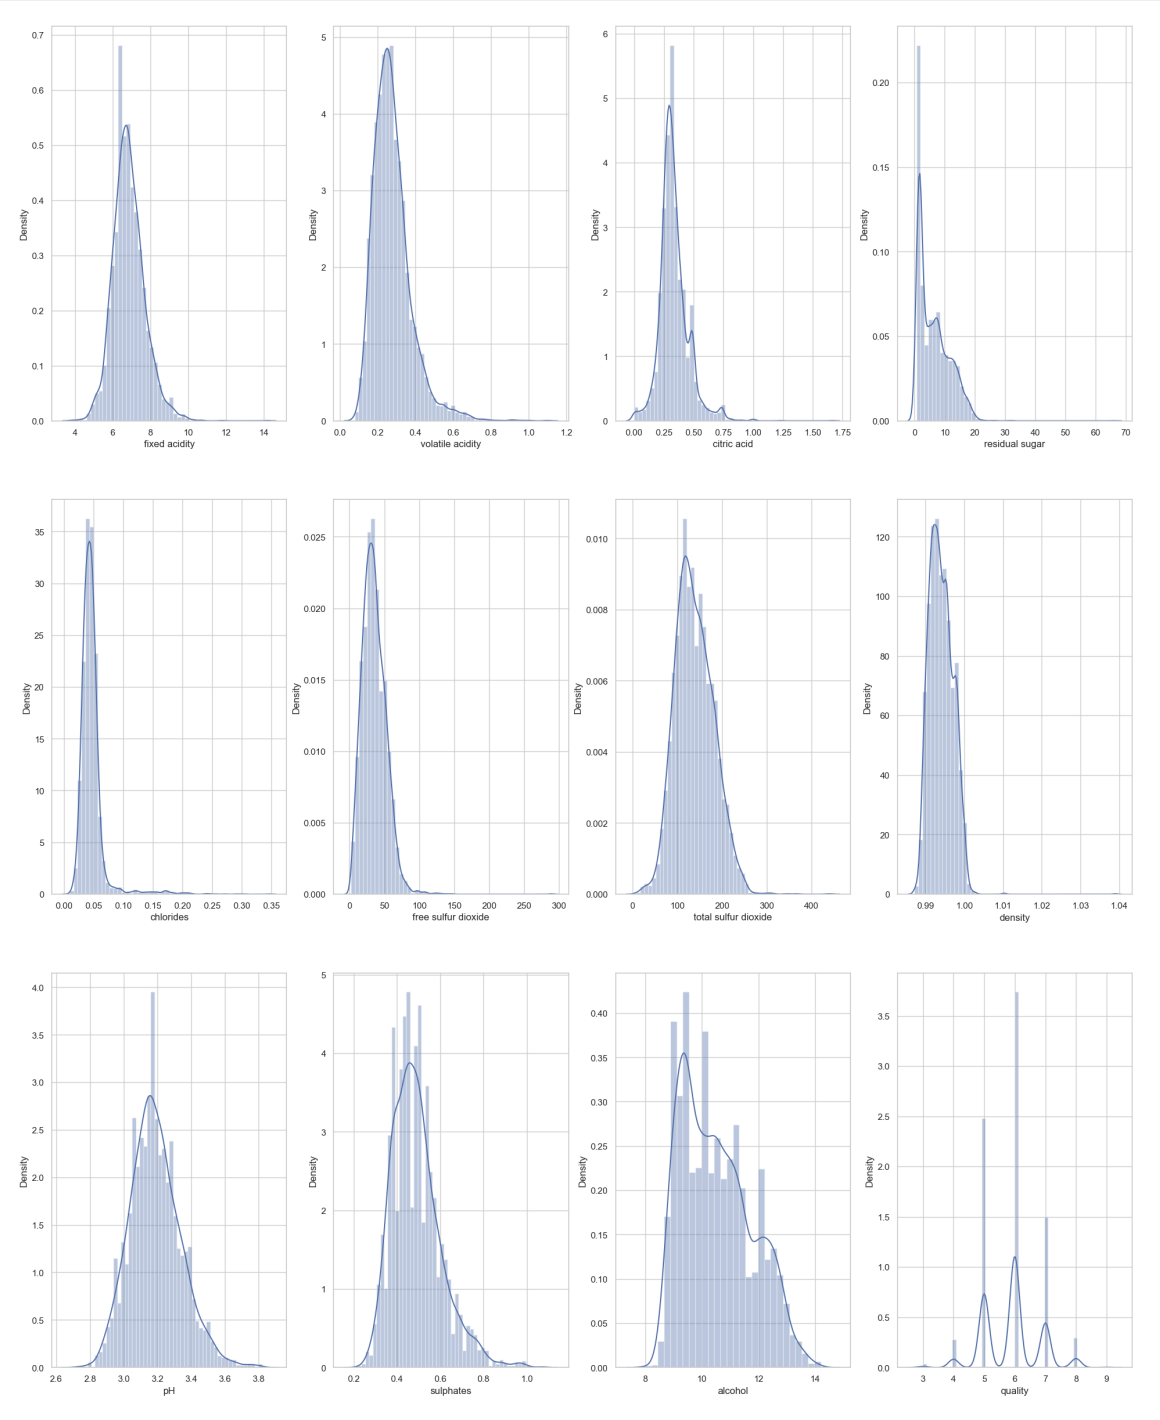 0.7
0.6
0.5
0.4
0.3
0.2
0.1
0.0
Density
4 6 8 10 12 14
fixed acidity
5
4
3
2
1
0
Density
0.0 0.2 0.4 0.6 0.8 1.0 1.2
volatile acidity
6
5
4
3
2
1
0
Density
0.00 0.25 0.50 0.75 1.00 1.25 1.50 1.75
citric acid
0.20
0.15
0.10
0.05
0.00
Density
0 10 20 30 40 50 60 70
residual sugar
35
30
25
20
15
10
5
0
Density
0.00 0.05 0.10 0.15 0.20 0.25 0.30 0.35
chlorides
0.025
0.020
0.015
0.010
0.005
0.000
Density
0 50 100 150 200 250 300
free sulfur dioxide
0.010
0.008
0.006
0.004
0.002
0.000
Density
0 100 200 300 400
total sulfur dioxide
120
100
80
60
40
20
0
Density
0.99 1.00 1.01 1.02 1.03 1.04
density
4.0
3.5
3.0
2.5
2.0
1.5
1.0
0.5
0.0
Density
2.6 2.8 3.0 3.2 3.4 3.6 3.8
pH
5
4
3
2
1
0
Density
0.2 0.4 0.6 0.8 1.0
sulphates
0.40
0.35
0.30
0.25
0.20
0.15
0.10
0.05
0.00
Density
8 10 12 14
alcohol
3.5
3.0
2.5
2.0
1.5
1.0
0.5
0.0
Density
3 4 5 6 7 8 9
quality